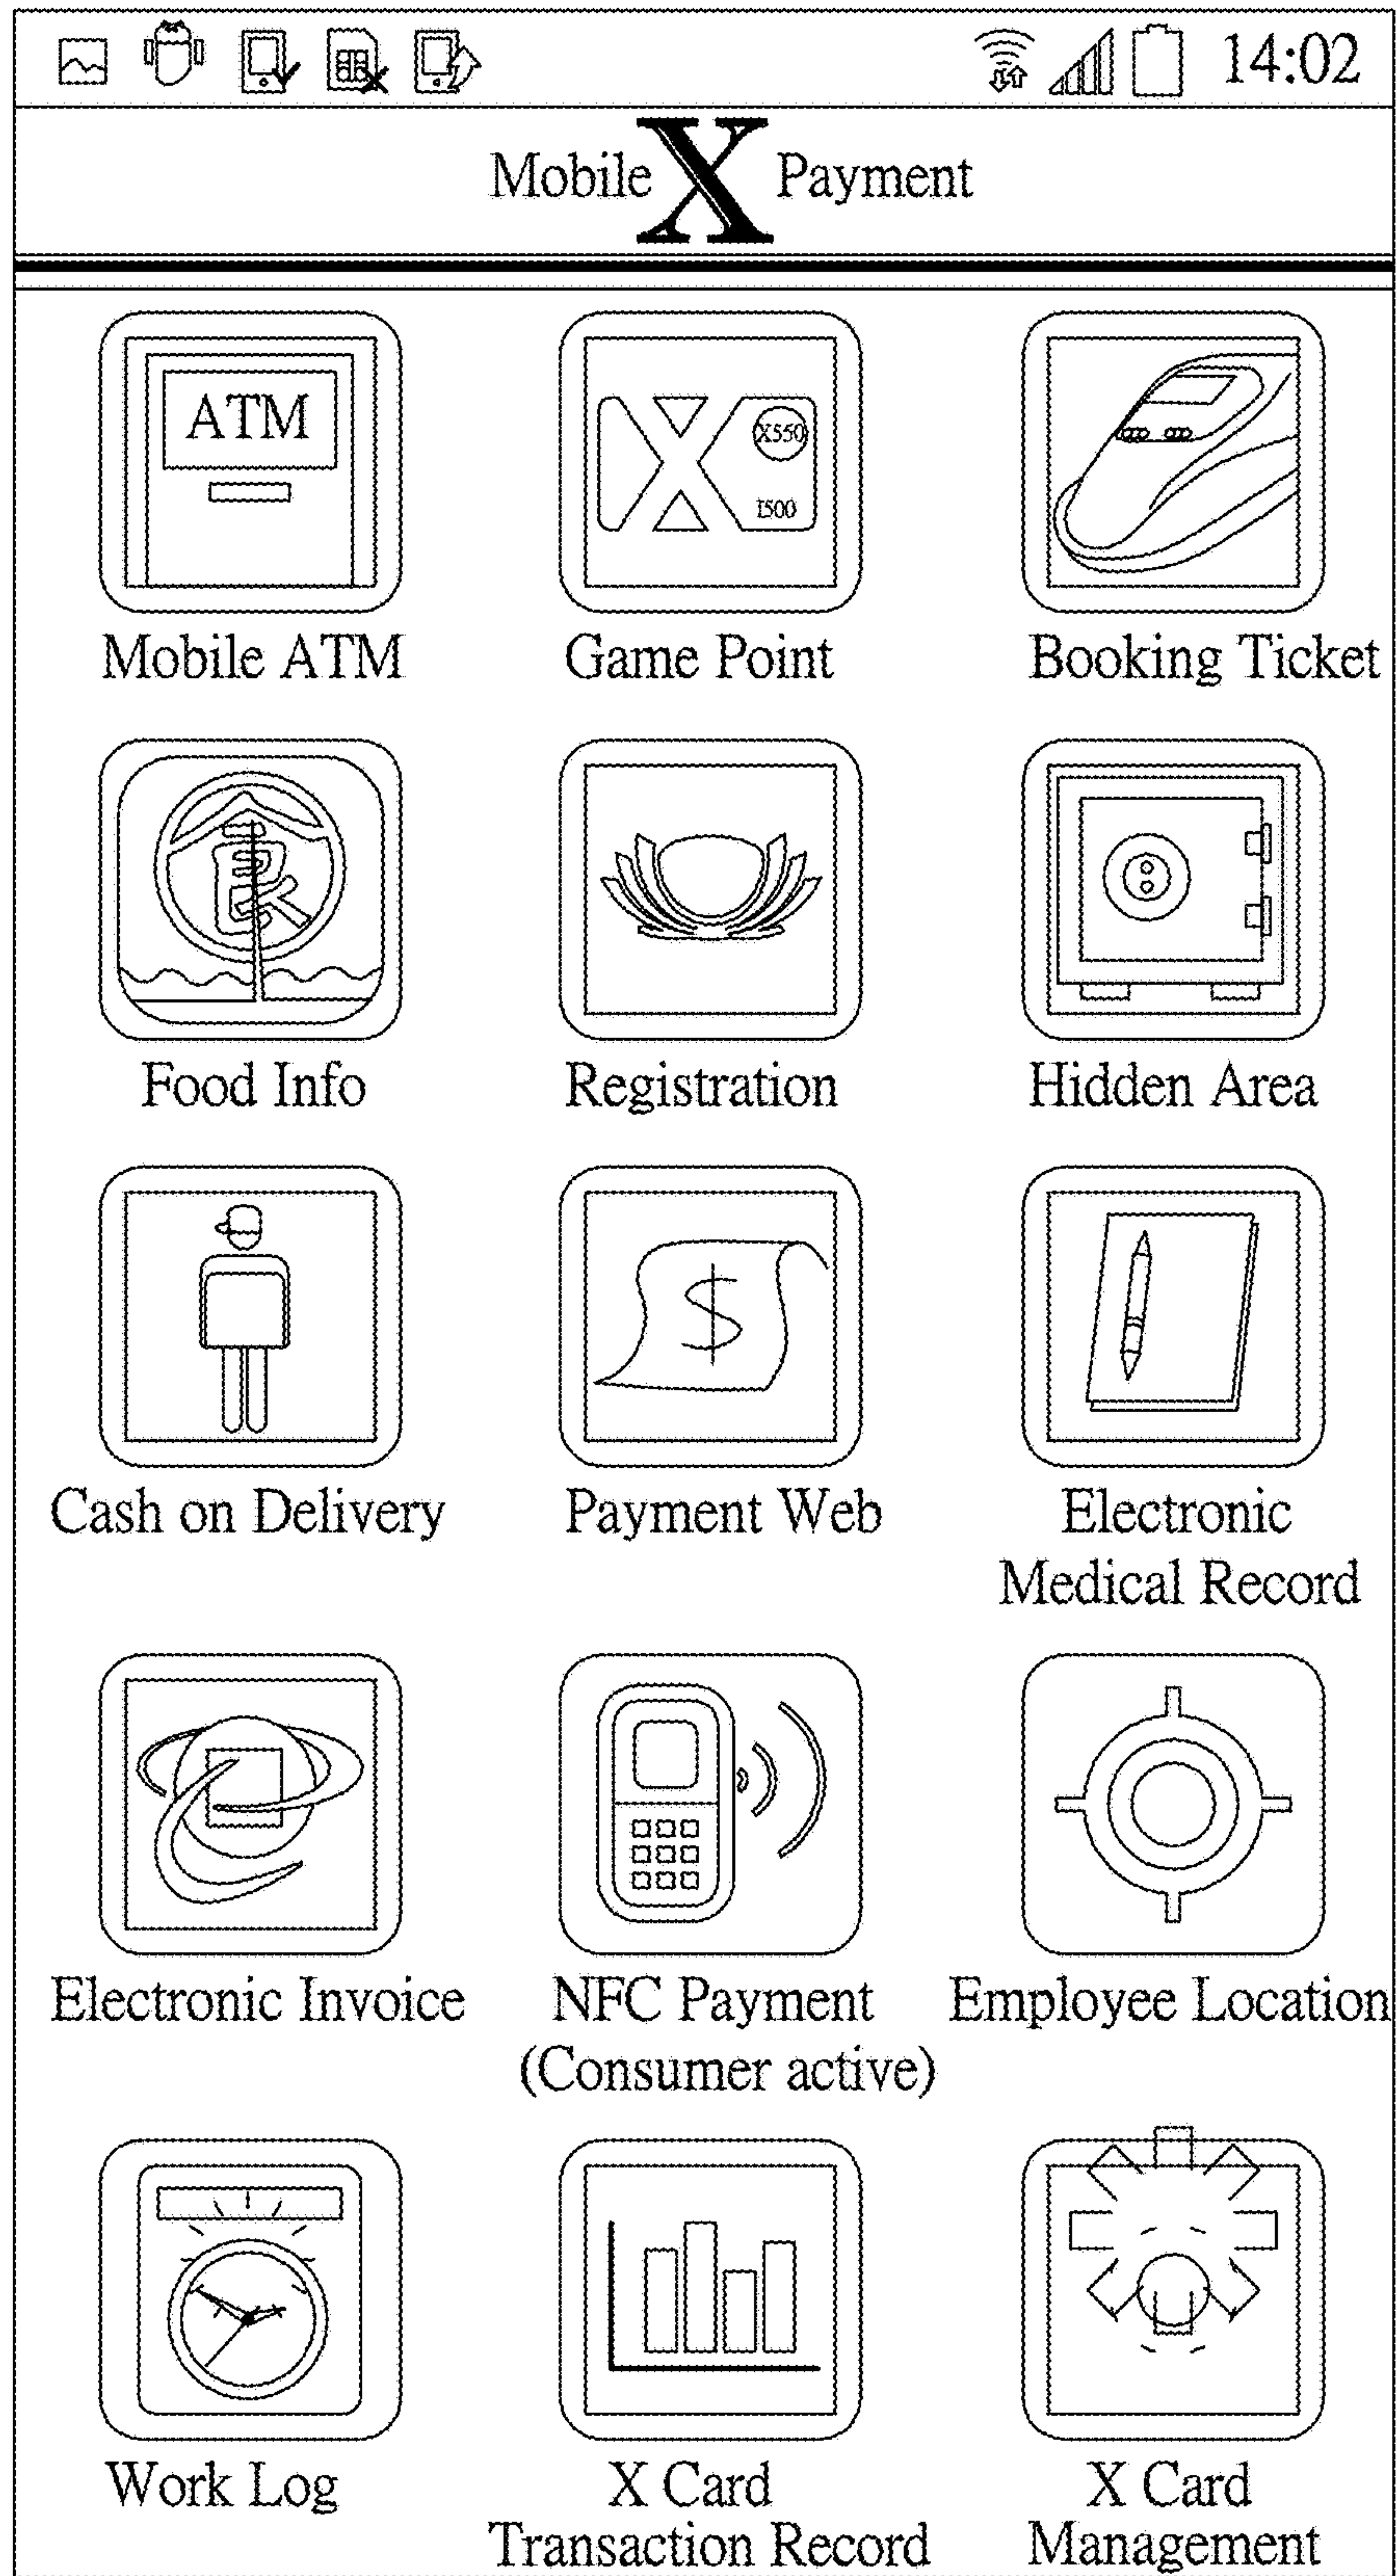 14:02
Mobile X Payment
ATM
X550
I500
Mobile ATM
Game Point
Booking Ticket
食
Food Info
Registration
Hidden Area
$
Cash on Delivery
Payment Web
Electronic
Medical Record
Electronic Invoice
NFC Payment
(Consumer active)
Employee Location
Work Log
X Card
Transaction Record
X Card
Management